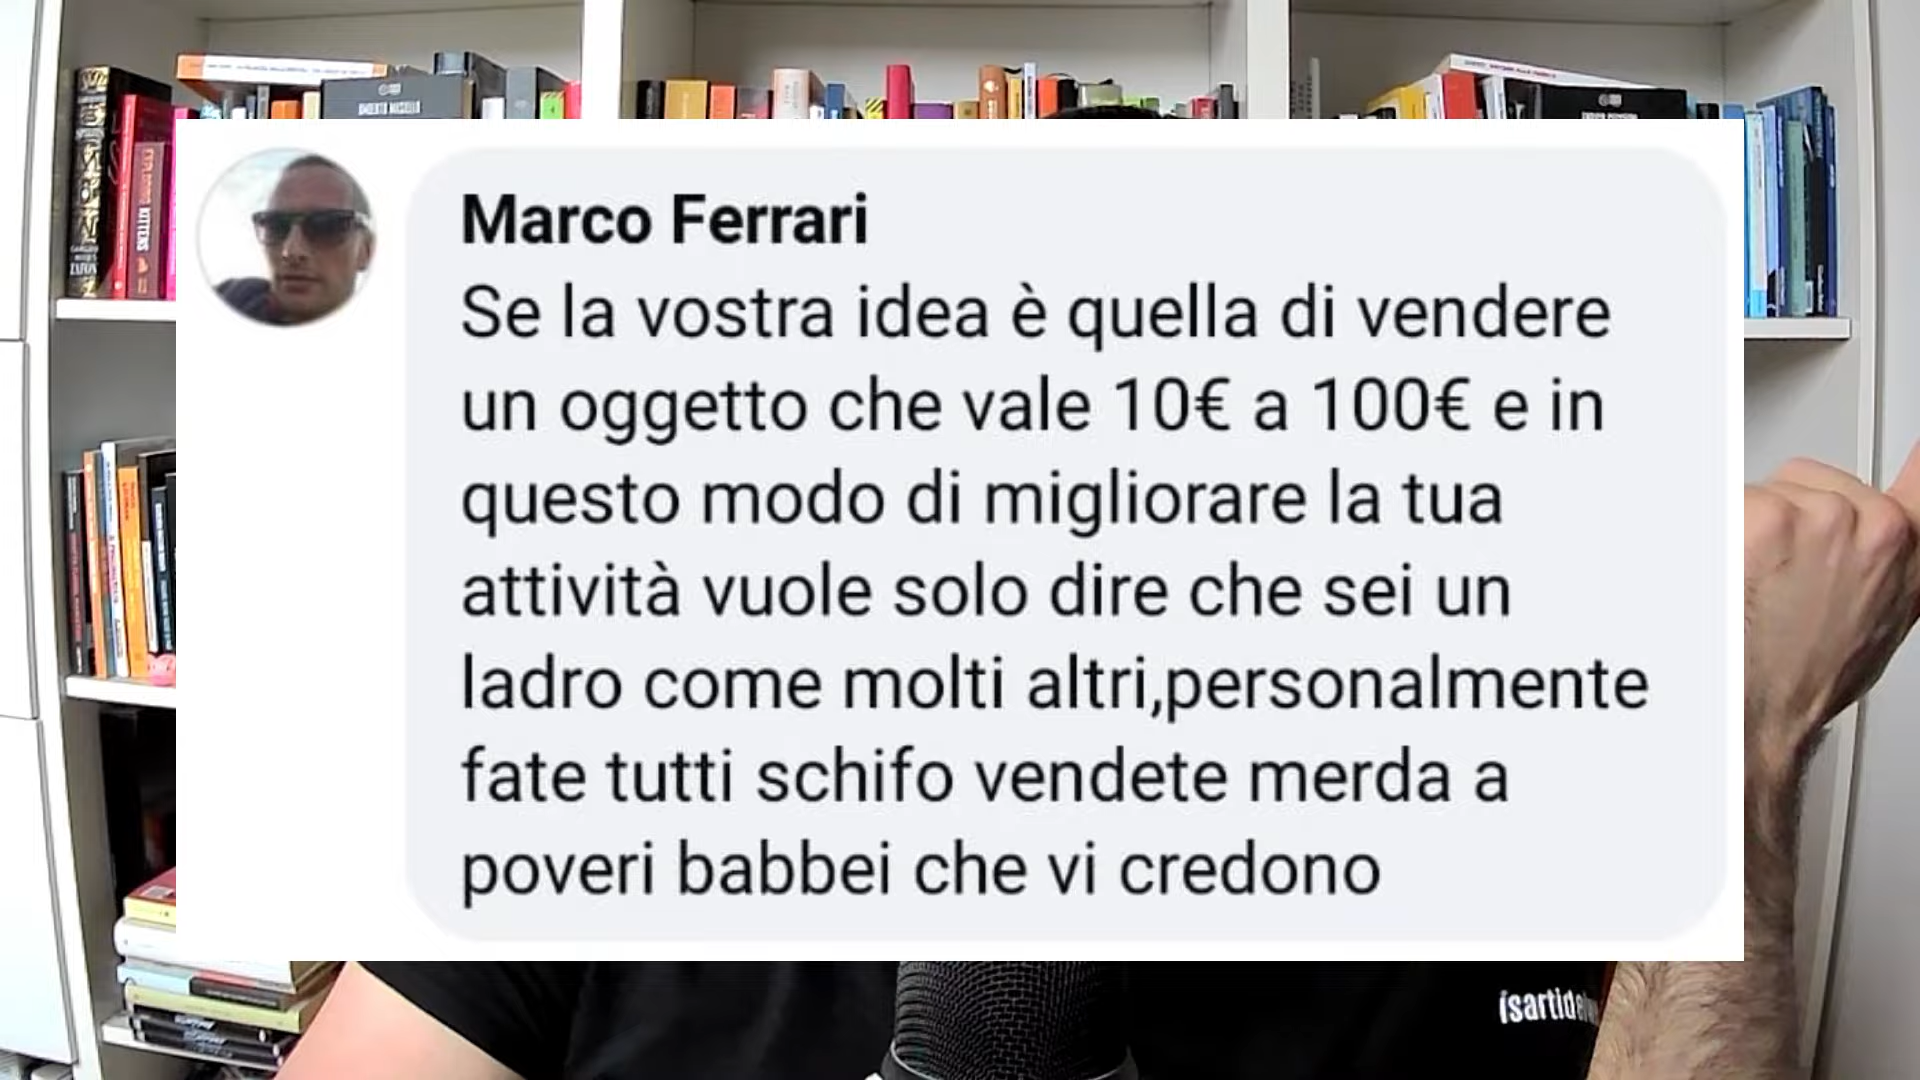 Marco Ferrari
Se la vostra idea è quella di vendere
un oggetto che vale 10€ a 100€ e in
questo modo di migliorare la tua
attività vuole solo dire che sei un
ladro come molti altri,personalmente
fate tutti schifo vendete merda a
poveri babbei che vi credono
KITTENS